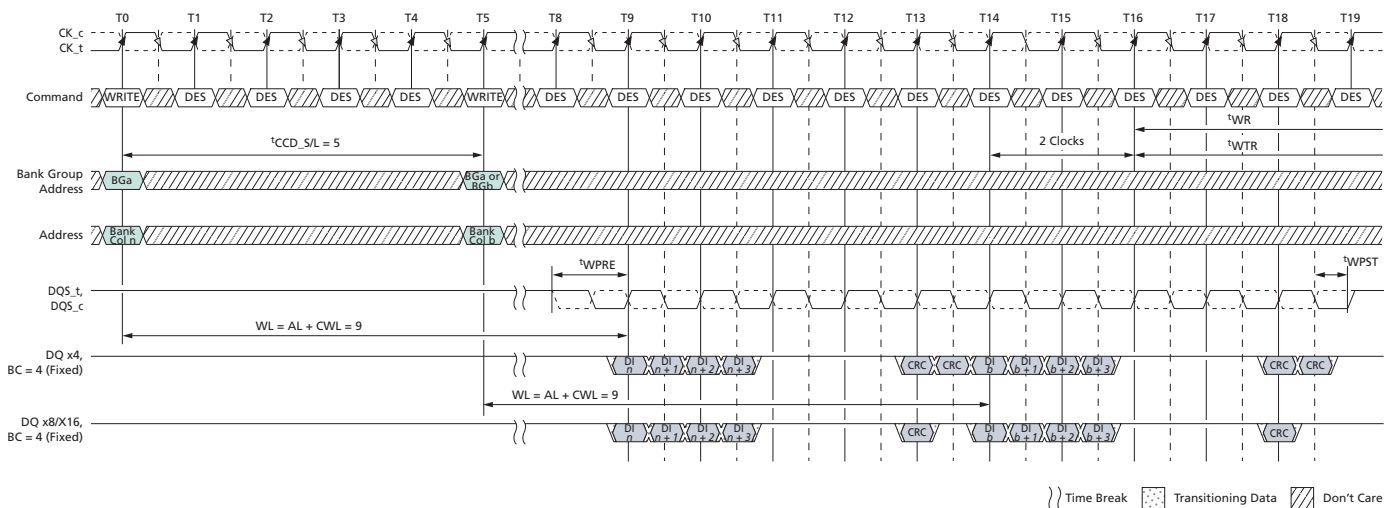 T0 T1 T2 T3 T4 T5 T8 T9 T10 T11 T12 T13 T14 T15 T16 T17 T18 T19
CK_c
CK_t
Command WRITE DES DES DES DES WRITE DES DES DES DES DES DES DES DES DES DES DES DES
tWR
tCCD_S/L = 5 2 Clocks tWTR
Bank Group
Address BGa BGa or
BGb
Address Bank
Col n Bank
Col b
tWPRE tWPST
DQS_t,
DQS_c
WL = AL + CWL = 9
DQ x4,
BC = 4 (Fixed) DI
n DI
n + 1 DI
n + 2 DI
n + 3 CRC CRC DI
b DI
b + 1 DI
b + 2 DI
b + 3 CRC CRC
WL = AL + CWL = 9
DQ x8/X16,
BC = 4 (Fixed) DI
n DI
n + 1 DI
n + 2 DI
n + 3 CRC DI
b DI
b + 1 DI
b + 2 DI
b + 3 CRC
Time Break Transitioning Data Don't Care